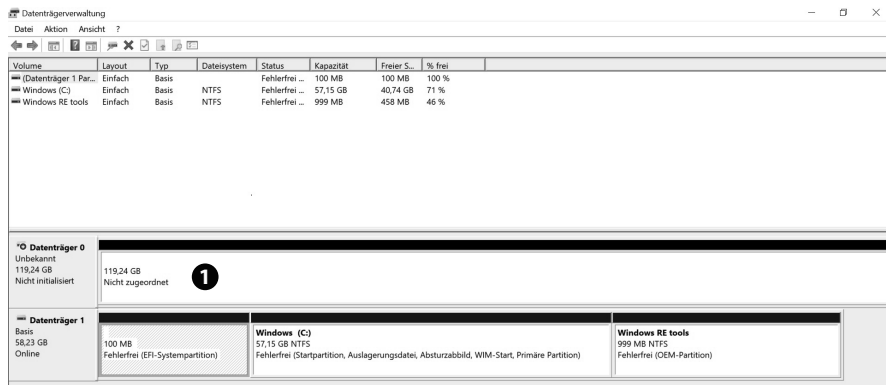 Datenträgerverwaltung
Datei Aktion Ansicht ?
Volume Layout Typ Dateisystem Status Kapazität Freier S... % frei
(Datenträger 1 Par... Einfach Basis Fehlerfrei ... 100 MB 100 MB 100 %
Windows (C:) Einfach Basis NTFS Fehlerfrei ... 57,15 GB 40,74 GB 71 %
Windows RE tools Einfach Basis NTFS Fehlerfrei ... 999 MB 458 MB 46 %
Datenträger 0
Unbekannt
119,24 GB
Nicht initialisiert
119,24 GB
Nicht zugeordnet
1
Datenträger 1
Basis
58,23 GB
Online
100 MB
Fehlerfrei (EFI-Systempartition)
Windows (C:)
57,15 GB NTFS
Fehlerfrei (Startpartition, Auslagerungsdatei, Absturzabbild, WIM-Start, Primäre Partition)
Windows RE tools
999 MB NTFS
Fehlerfrei (OEM-Partition)